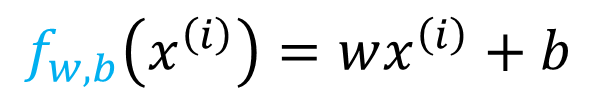 f_{w,b}(x^{(i)}) = wx^{(i)} + b